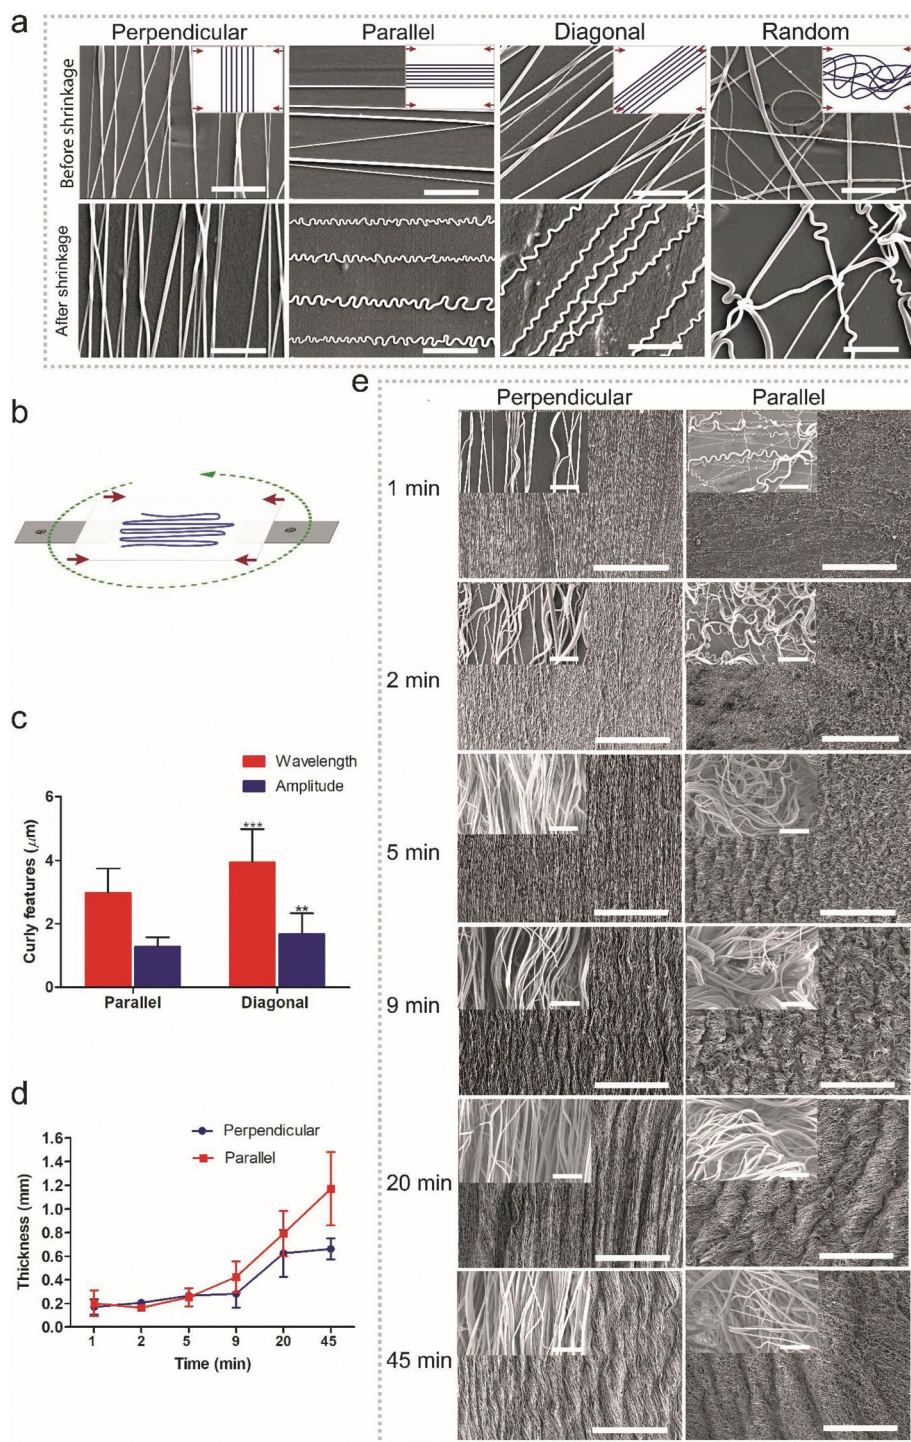 a
Perpendicular Parallel Diagonal Random
Before shrinkage
After shrinkage
b
c
Wavelength
Amplitude
Curly features (μm)
6
4
2
0
***
**
Parallel Diagonal
d
Perpendicular
Parallel
Thickness (mm)
1.6
1.4
1.2
1.0
0.8
0.6
0.4
0.2
0.0
1 2 5 9 20 45
Time (min)
e
Perpendicular Parallel
1 min
2 min
5 min
9 min
20 min
45 min